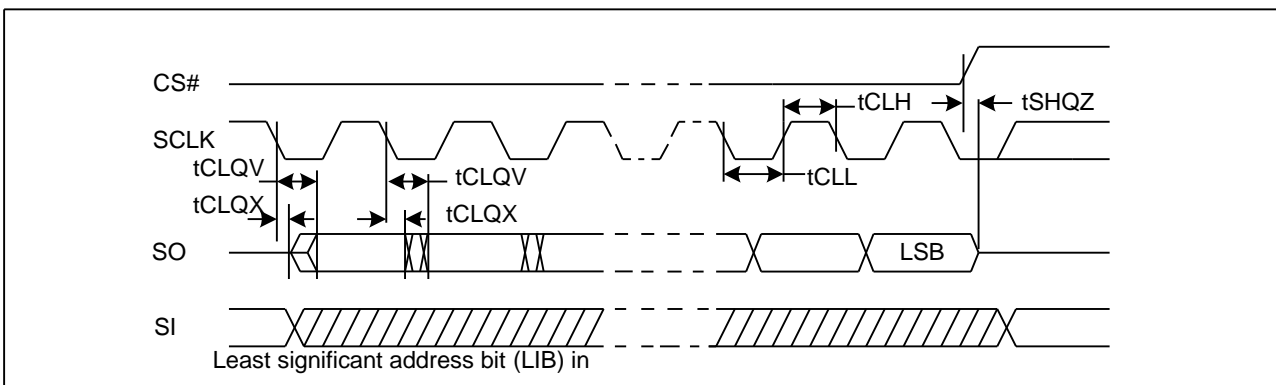 CS#
tCLH
tSHQZ
SCLK
tCLQV
tCLQV
tCLL
tCLQX
tCLQX
SO
LSB
SI
Least significant address bit (LIB) in